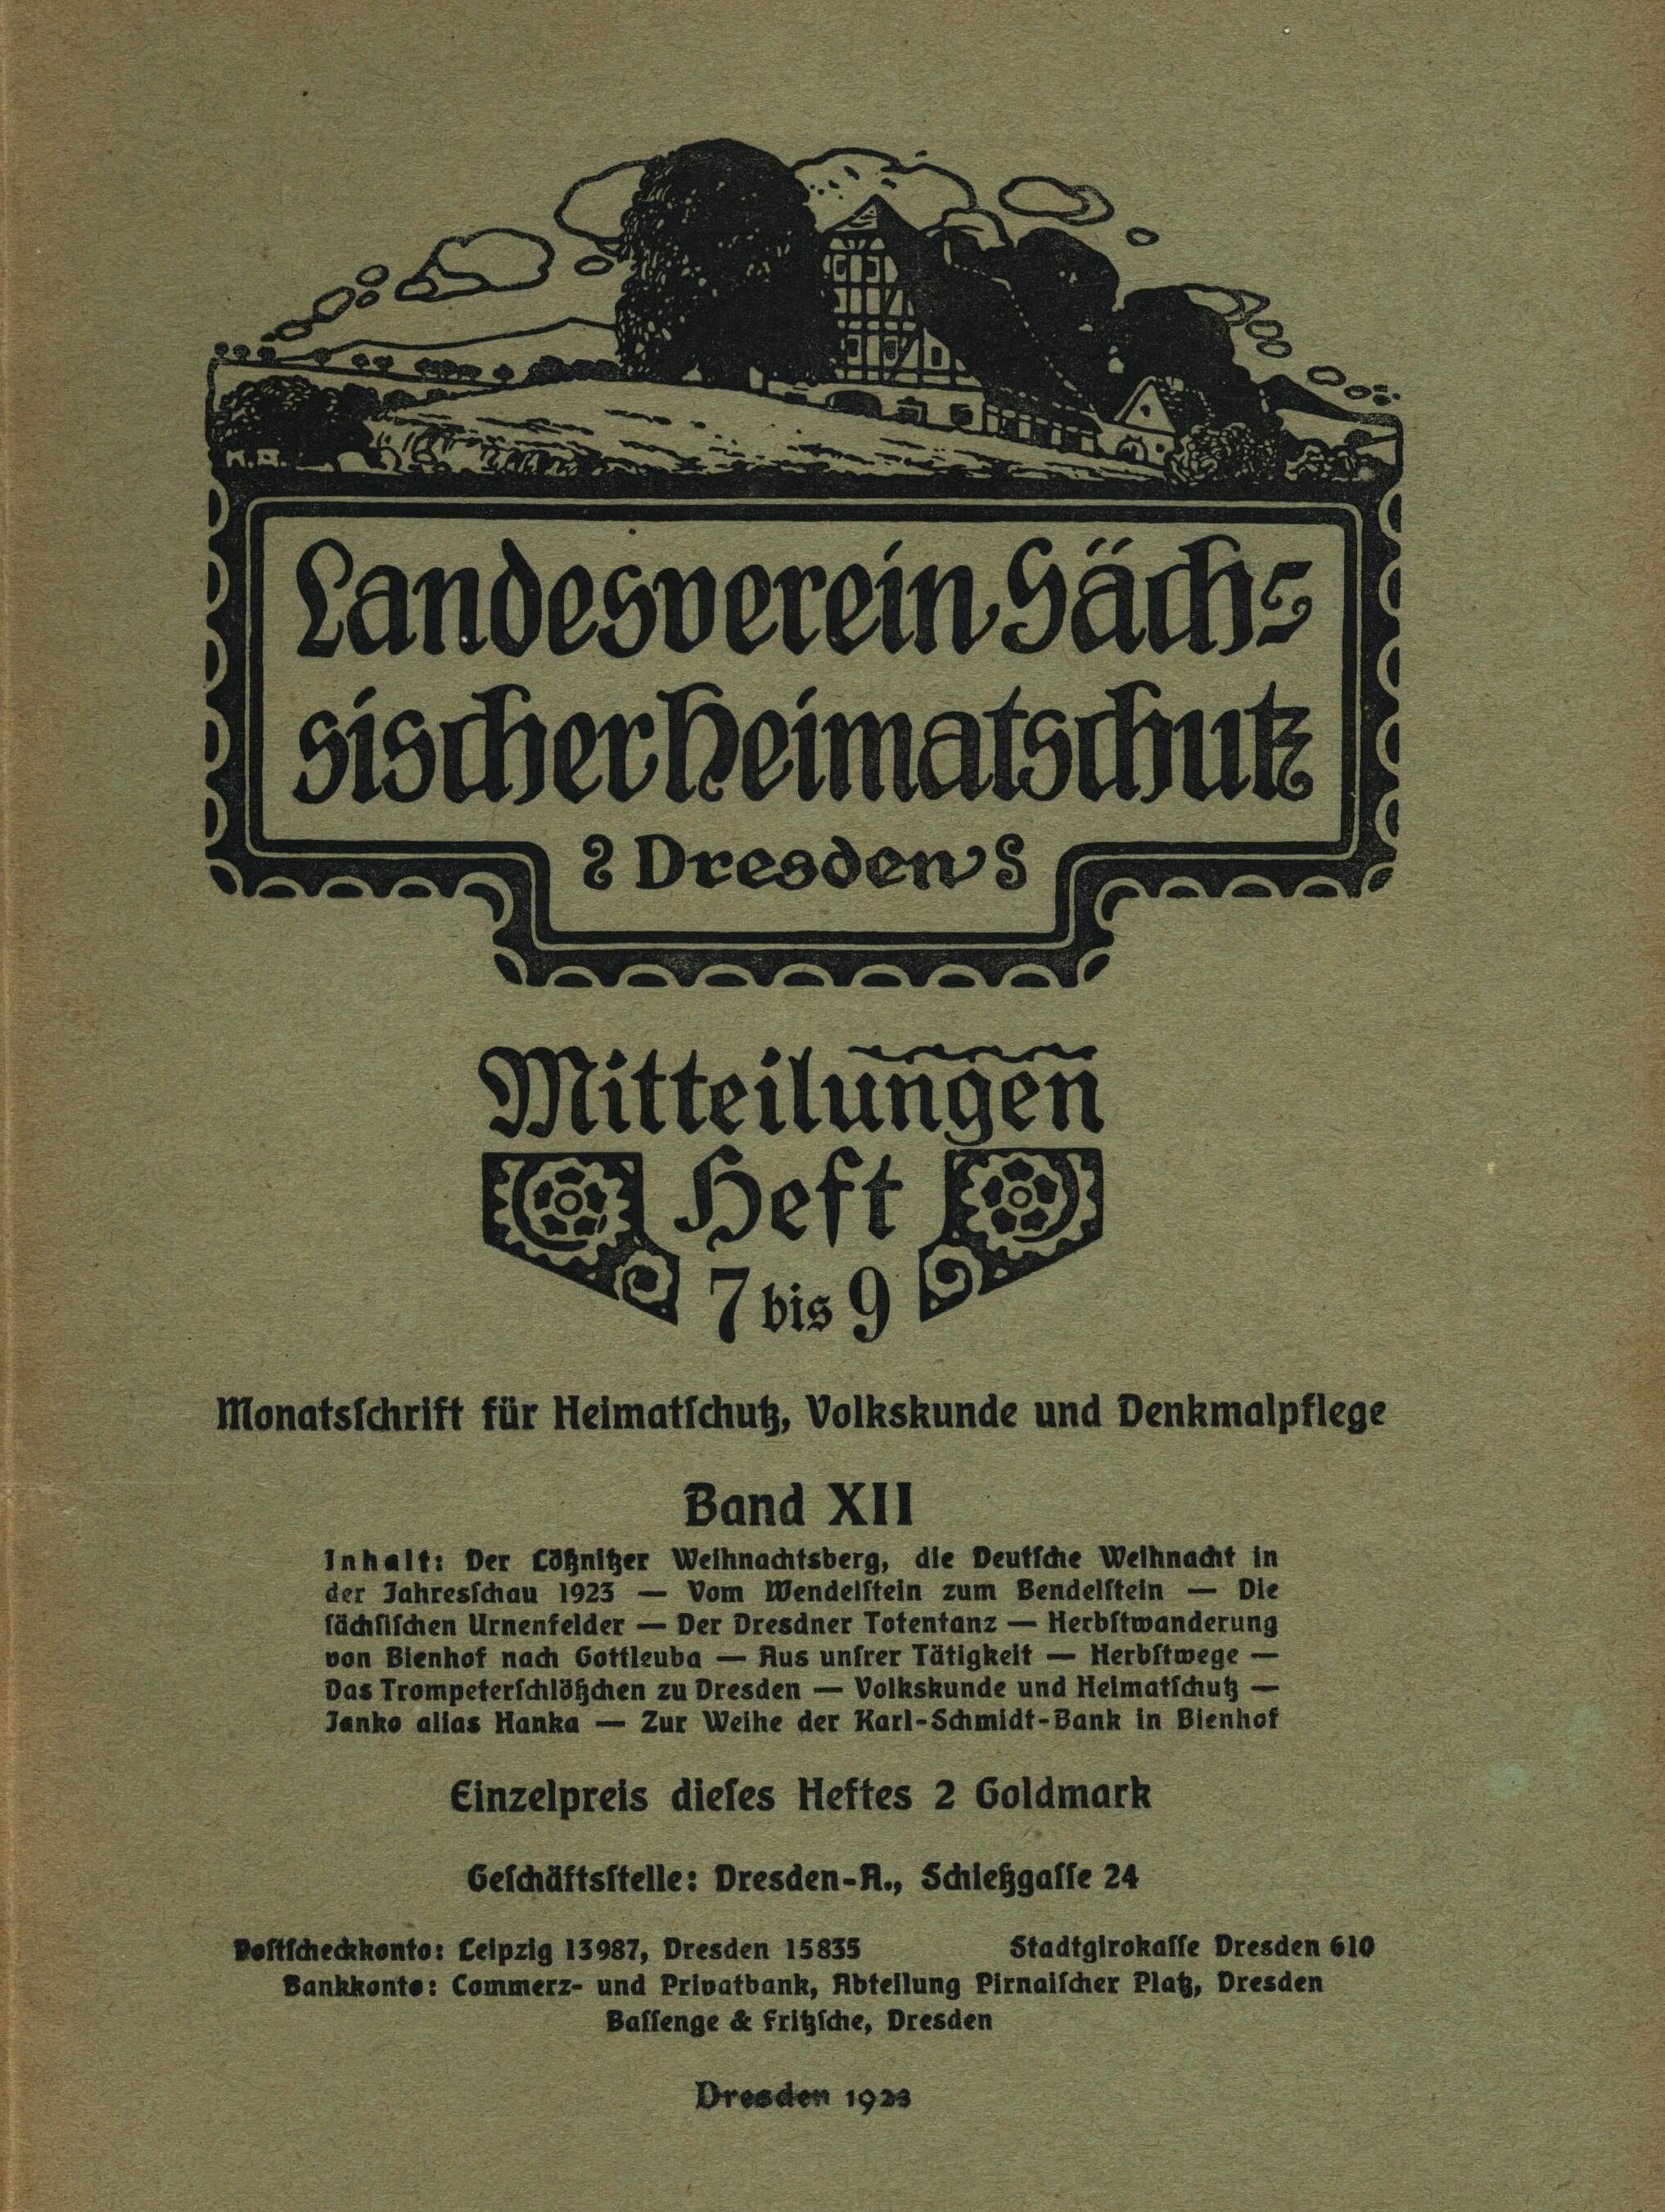 K.G.
Landesverein Säch-
sischer Heimatschutz
Dresden
Mitteilungen
Heft
7 bis 9
Monatsſchrift für Heimatſchutz, Volkskunde und Denkmalpflege
Band XII
Inhalt: Der Lößnitzer Weihnachtsberg, die Deutſche Weihnacht in
der Jahresſchau 1923 — Vom Wendelſtein zum Bendelſtein — Die
ſächſiſchen Urnenfelder — Der Dresdner Totentanz — Herbſtwanderung
von Bienhof nach Gottleuba — Aus unſrer Tätigkeit — Herbſtwege —
Das Trompeterſchlößchen zu Dresden — Volkskunde und Heimatſchutz —
Janko alias Hanka — Zur Weihe der Karl-Schmidt-Bank in Bienhof
Einzelpreis dieſes Heftes 2 Goldmark
Geſchäftsſtelle: Dresden-A., Schießgaſſe 24
Poſtſcheckkonto: Leipzig 13987, Dresden 15835 Stadtgirokaſſe Dresden 610
Bankkonto: Commerz- und Privatbank, Abteilung Pirnaiſcher Platz, Dresden
Baſſenge & Fritzſche, Dresden
Dresden 1923